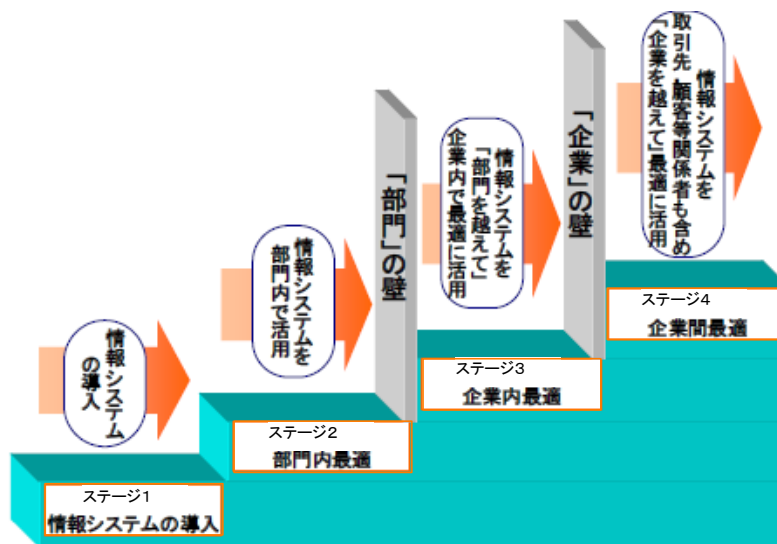 情報システム
の導入
ステージ1
情報システムの導入
情報システムを
部門内で活用
ステージ2
部門内最適
「部門」の壁
情報システムを
「部門を越えて」
企業内で最適に活用
ステージ3
企業内最適
「企業」の壁
情報システムを
取引先、顧客等関係者も含め
「企業を越えて」最適に活用
ステージ4
企業間最適